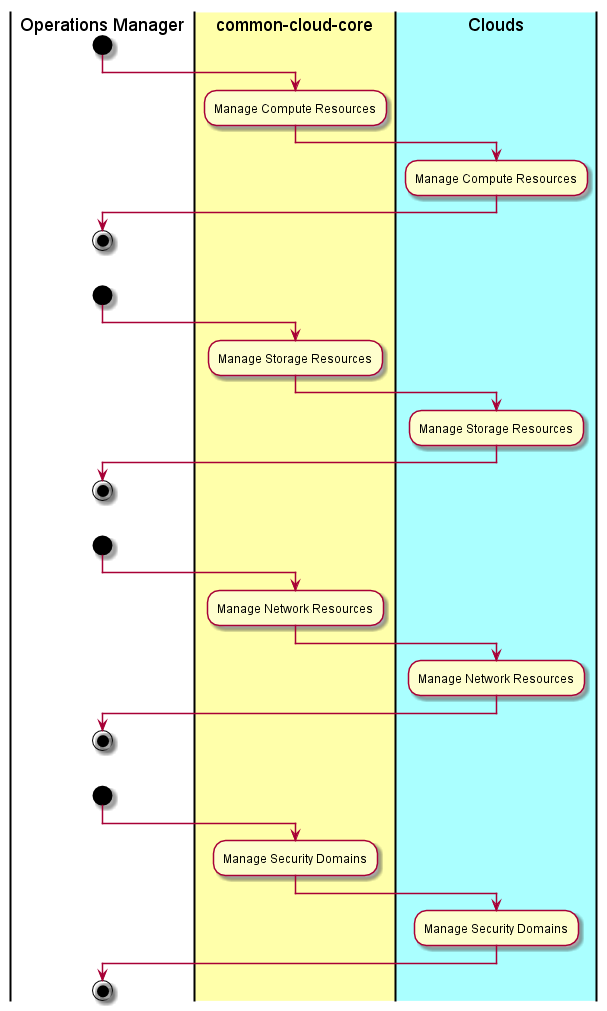 Operations Manager
common-cloud-core
Clouds
Manage Compute Resources
Manage Compute Resources
Manage Storage Resources
Manage Storage Resources
Manage Network Resources
Manage Network Resources
Manage Security Domains
Manage Security Domains